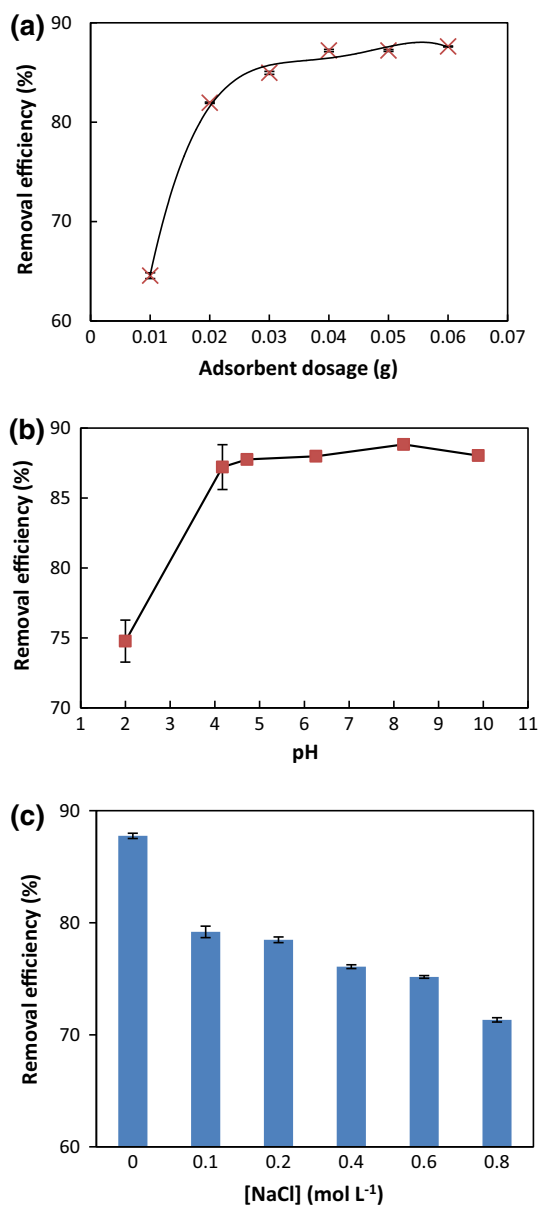 (a)
Removal efficiency (%)
90
80
70
60
0 0.01 0.02 0.03 0.04 0.05 0.06 0.07
Adsorbent dosage (g)
(b)
Removal efficiency (%)
90
85
80
75
70
1 2 3 4 5 6 7 8 9 10 11
pH
(c)
Removal efficiency (%)
90
80
70
60
0 0.1 0.2 0.4 0.6 0.8
[NaCl] (mol L⁻¹)